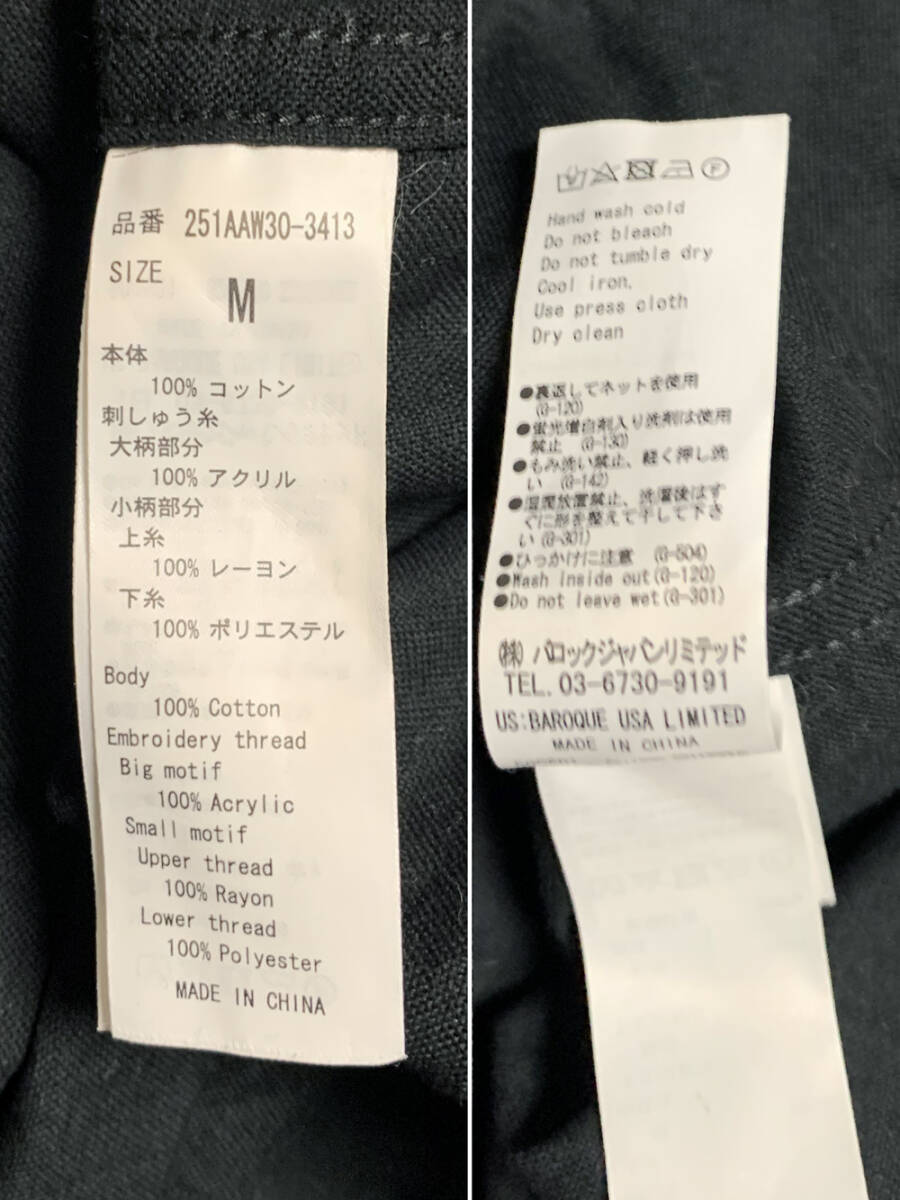 品番 251AAW30-3413
SIZE
M
本体
100% コットン
刺しゅう糸
大柄部分
100% アクリル
小柄部分
上糸
100% レーヨン
下糸
100% ポリエステル
Body
100% Cotton
Embroidery thread
Big motif
100% Acrylic
Small motif
Upper thread
100% Rayon
Lower thread
100% Polyester
MADE IN CHINA
F
Hand wash cold
Do not bleach
Do not tumble dry
Cool iron.
Use press cloth
Dry clean
●裏返してネットを使用
(G-120)
●蛍光増白剤入り洗剤は使用
禁止 (G-130)
●もみ洗い禁止、軽く押し洗
い (G-142)
●湿潤放置禁止、洗濯後はす
ぐに形を整えて干して下さ
い (G-301)
●ひっかけに注意 (G-504)
●Wash inside out(G-120)
●Do not leave wet(G-301)
(株) バロックジャパンリミテッド
TEL. 03-6730-9191
US:BAROQUE USA LIMITED
MADE IN CHINA